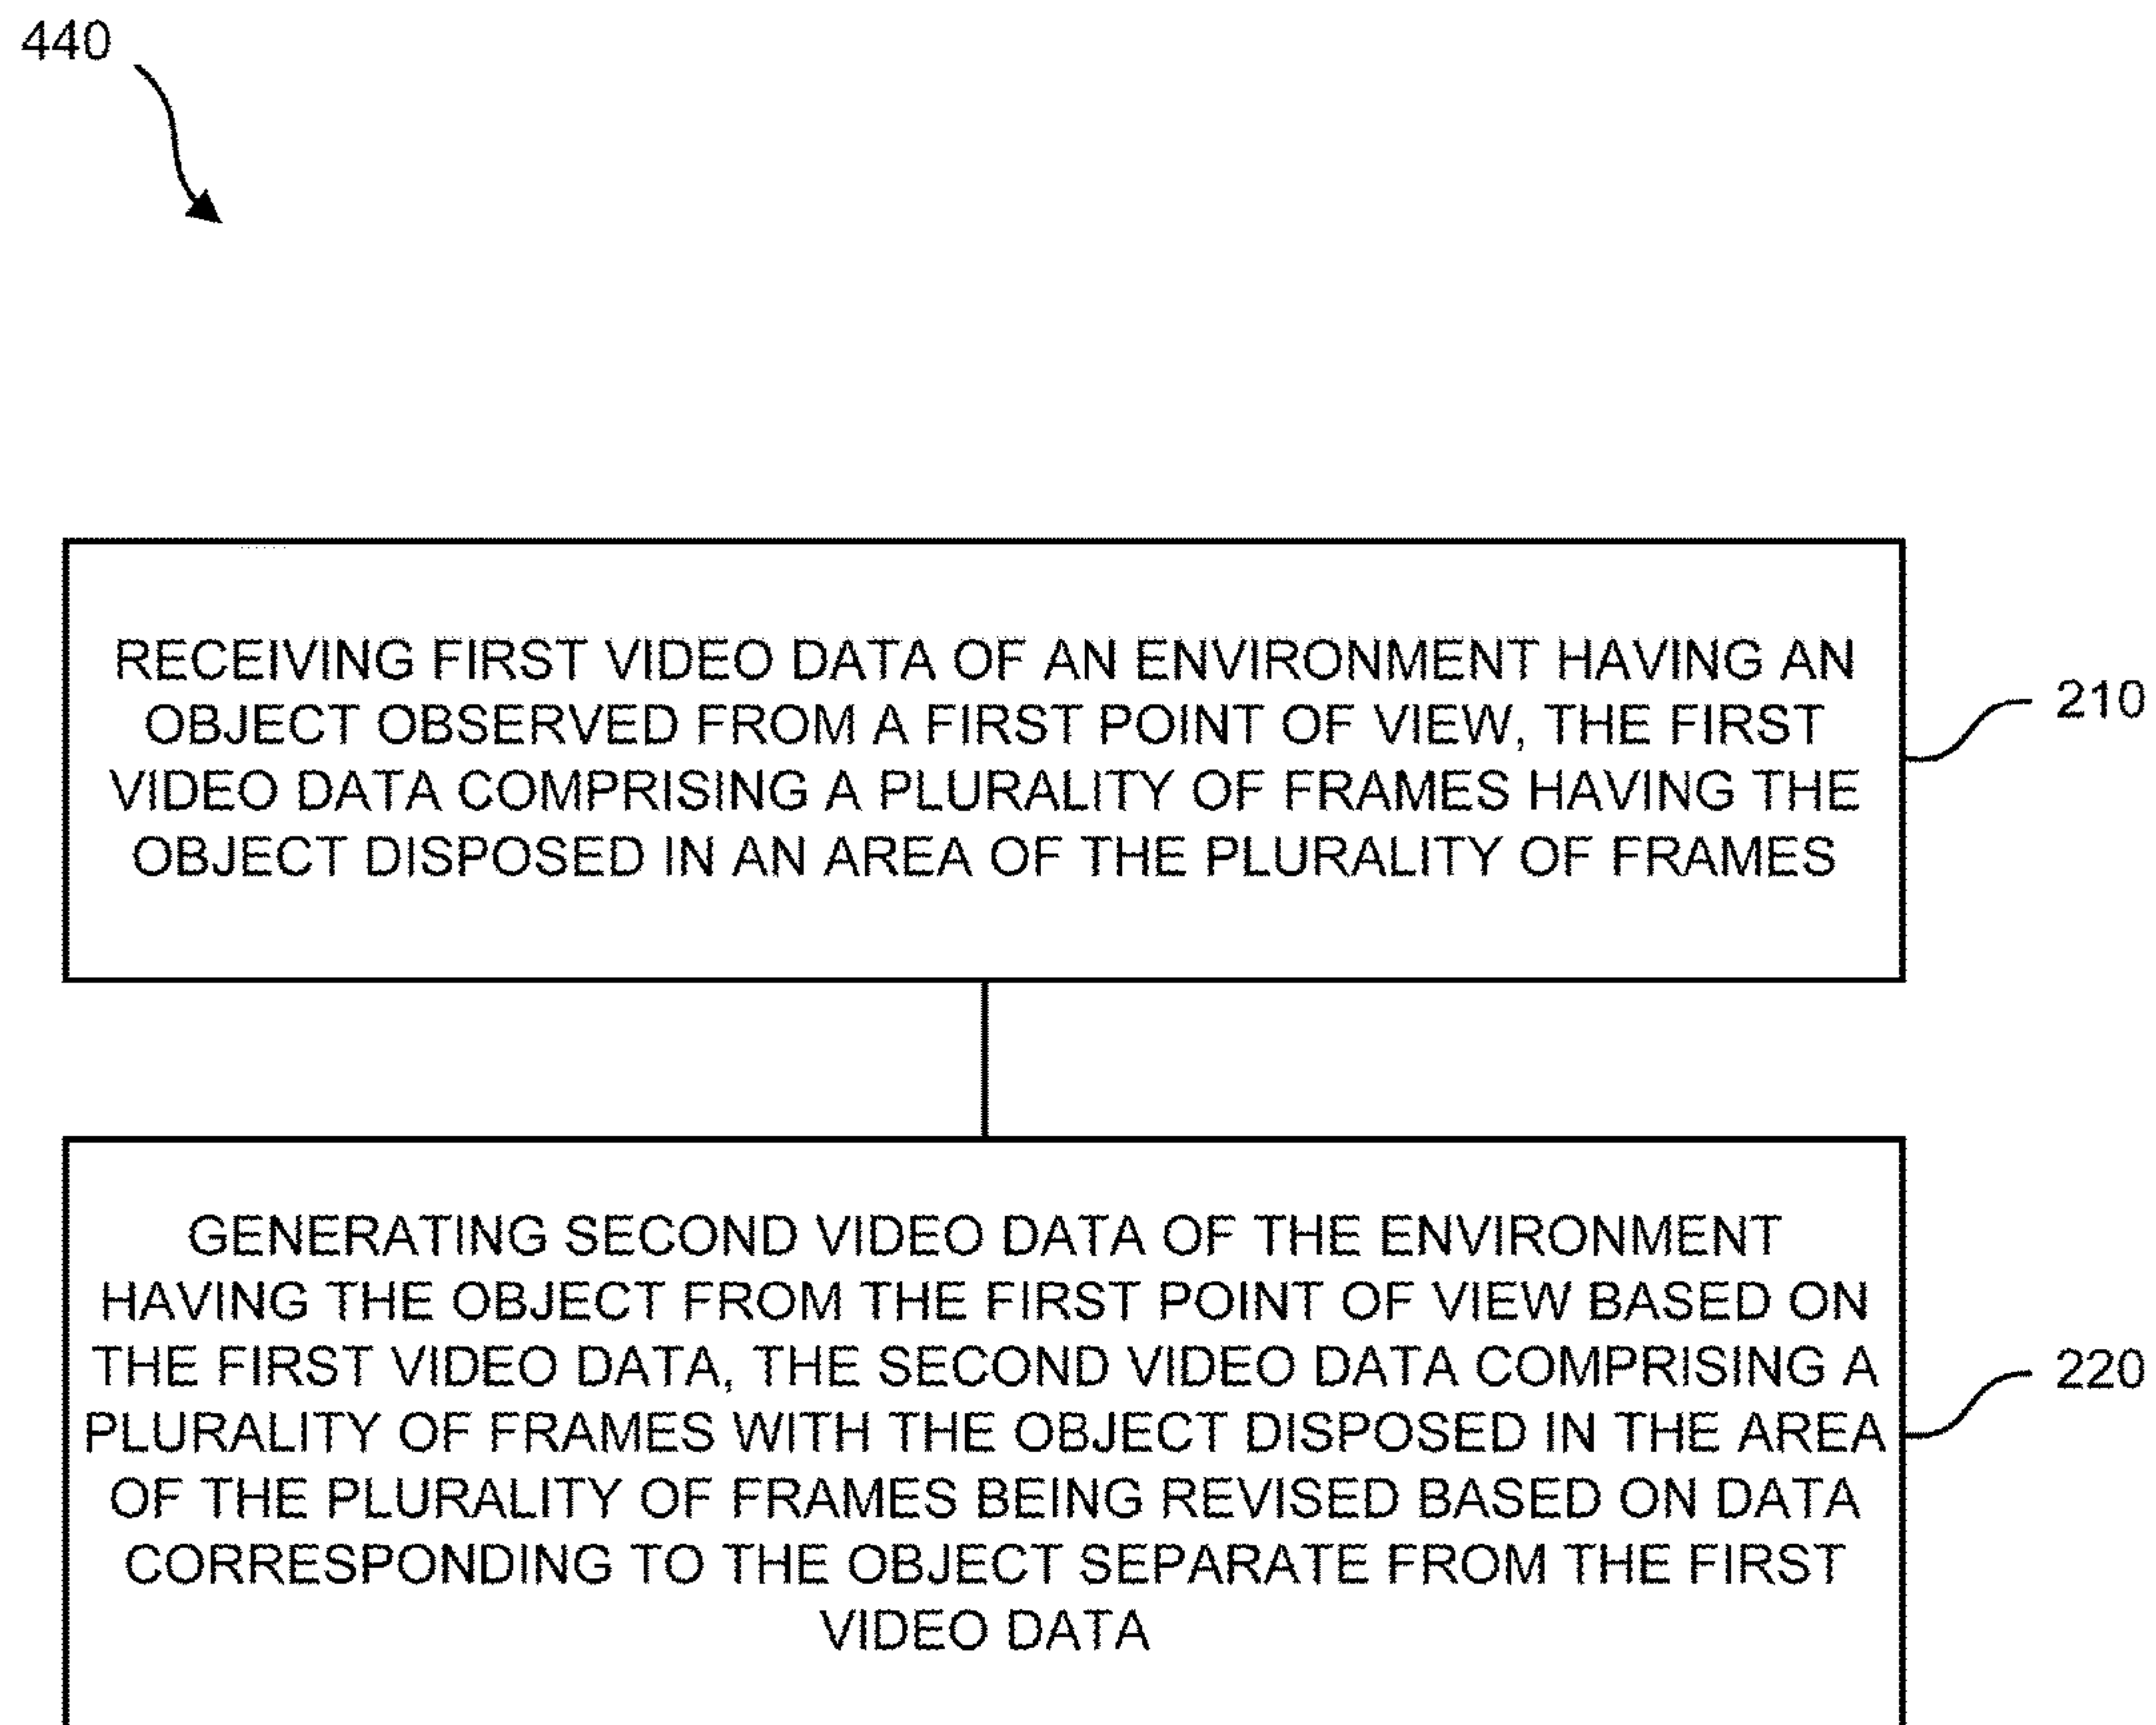 440
RECEIVING FIRST VIDEO DATA OF AN ENVIRONMENT HAVING AN
OBJECT OBSERVED FROM A FIRST POINT OF VIEW, THE FIRST
VIDEO DATA COMPRISING A PLURALITY OF FRAMES HAVING THE
OBJECT DISPOSED IN AN AREA OF THE PLURALITY OF FRAMES
210
GENERATING SECOND VIDEO DATA OF THE ENVIRONMENT
HAVING THE OBJECT FROM THE FIRST POINT OF VIEW BASED ON
THE FIRST VIDEO DATA, THE SECOND VIDEO DATA COMPRISING A
PLURALITY OF FRAMES WITH THE OBJECT DISPOSED IN THE AREA
OF THE PLURALITY OF FRAMES BEING REVISED BASED ON DATA
CORRESPONDING TO THE OBJECT SEPARATE FROM THE FIRST
VIDEO DATA
220